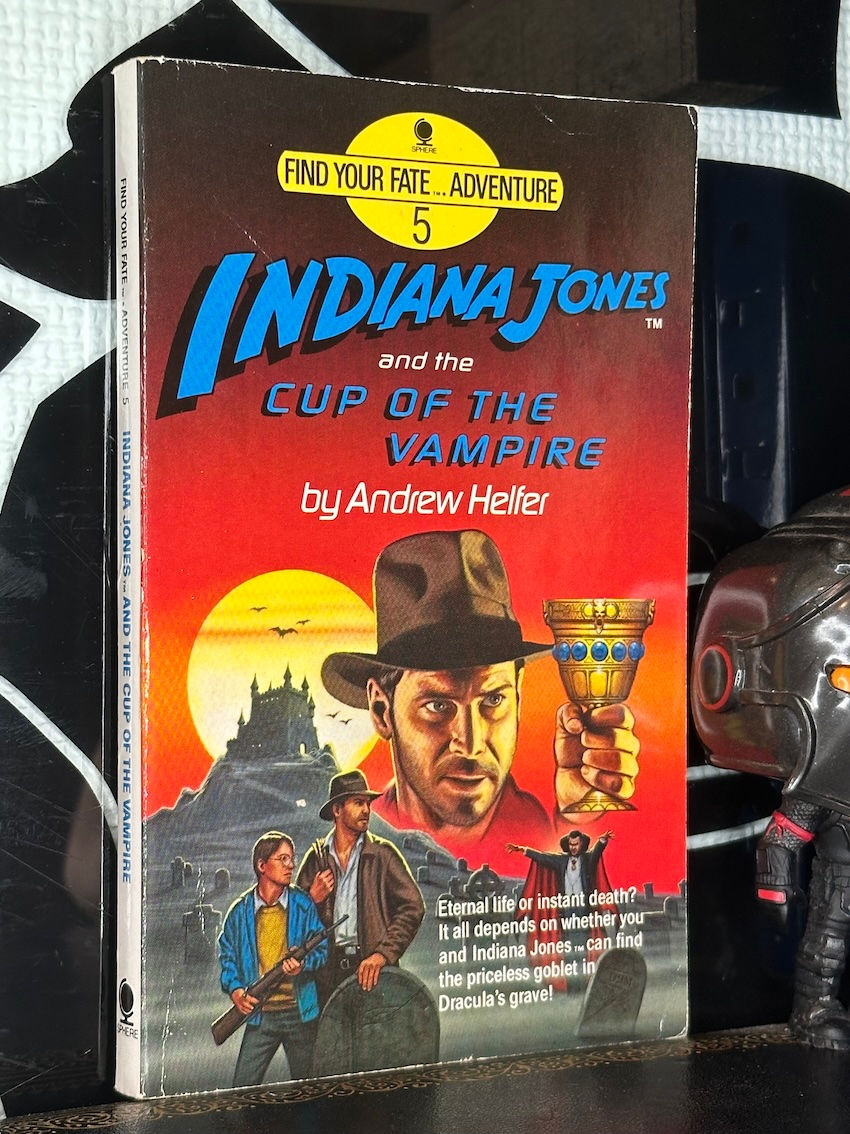 SPHERE
FIND YOUR FATE™. ADVENTURE
5
INDIANA JONES
TM
and the
CUP OF THE
VAMPIRE
by Andrew Helfer
Eternal life or instant death?
It all depends on whether you
and Indiana Jones™ can find
the priceless goblet in
Dracula's grave!
FIND YOUR FATE™ - ADVENTURE 5 INDIANA JONES™ AND THE CUP OF THE VAMPIRE
SPHERE